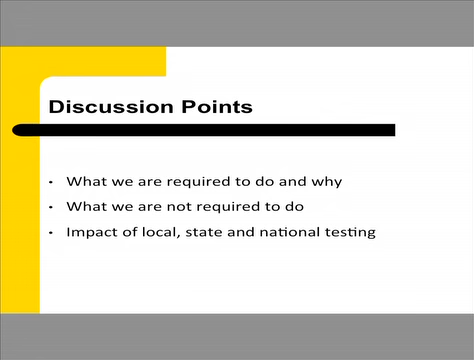 Discussion Points
• What we are required to do and why
• What we are not required to do
• Impact of local, state and national testing